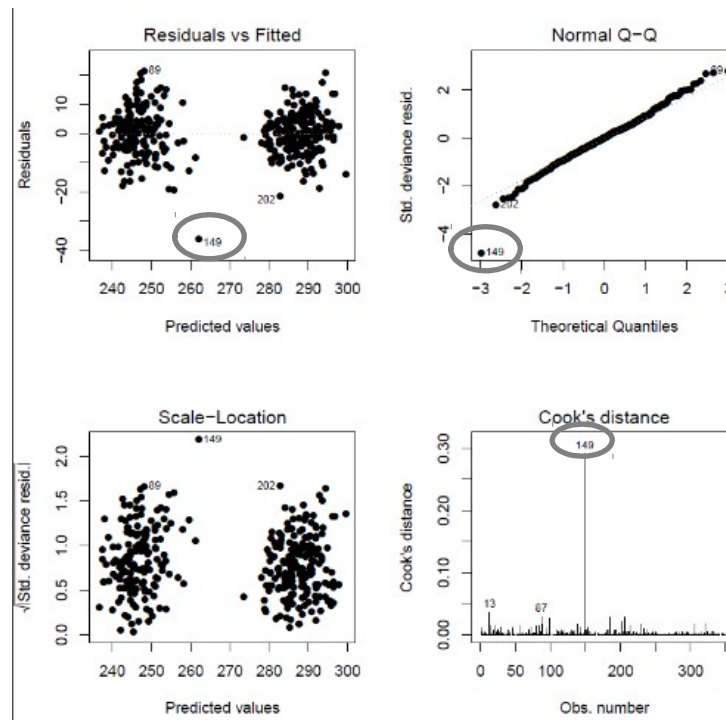 Residuals vs Fitted
Residuals
10
0
-20
-40
89
202
149
240 250 260 270 280 290 300
Predicted values
Normal Q-Q
Std. deviance resid.
2
0
-2
-4
89
202
149
-3 -2 -1 0 1 2 3
Theoretical Quantiles
Scale-Location
√|Std. deviance resid.|
2.0
1.5
1.0
0.5
0.0
149
89
202
240 250 260 270 280 290 300
Predicted values
Cook's distance
Cook's distance
0.30
0.20
0.10
0.00
149
13
87
0 50 100 200 300
Obs. number